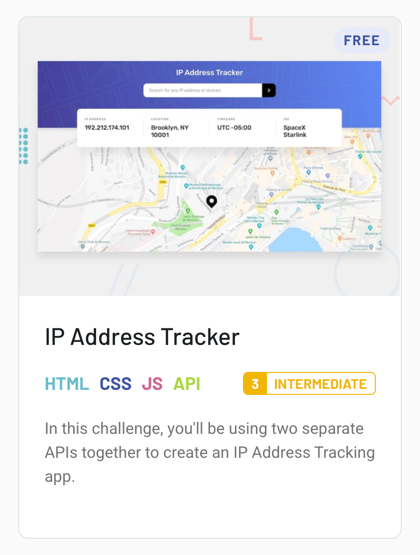 FREE
IP Address Tracker
Search for any IP address or domain
IP ADDRESS
192.212.174.101
LOCATION
Brooklyn, NY
10001
TIMEZONE
UTC -05:00
ISP
SpaceX
Starlink
IP Address Tracker
HTML CSS JS API
3 INTERMEDIATE
In this challenge, you'll be using two separate
APIs together to create an IP Address Tracking
app.